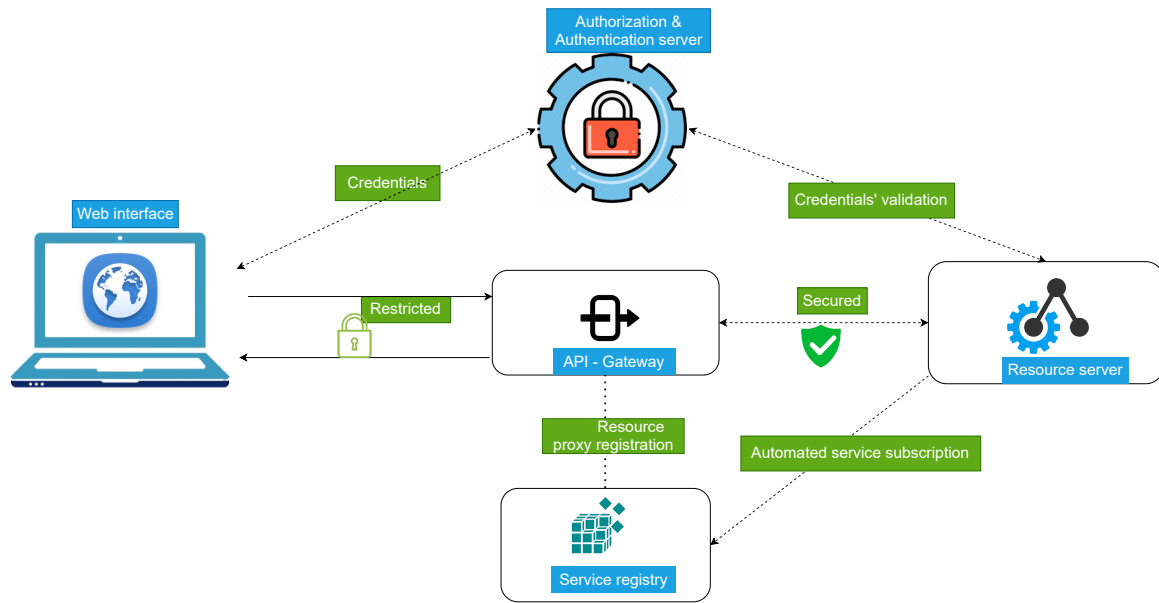 Authorization &
Authentication server
Credentials
Credentials' validation
Web interface
Restricted
Secured
API - Gateway
Resource server
Resource
proxy registration
Automated service subscription
Service registry